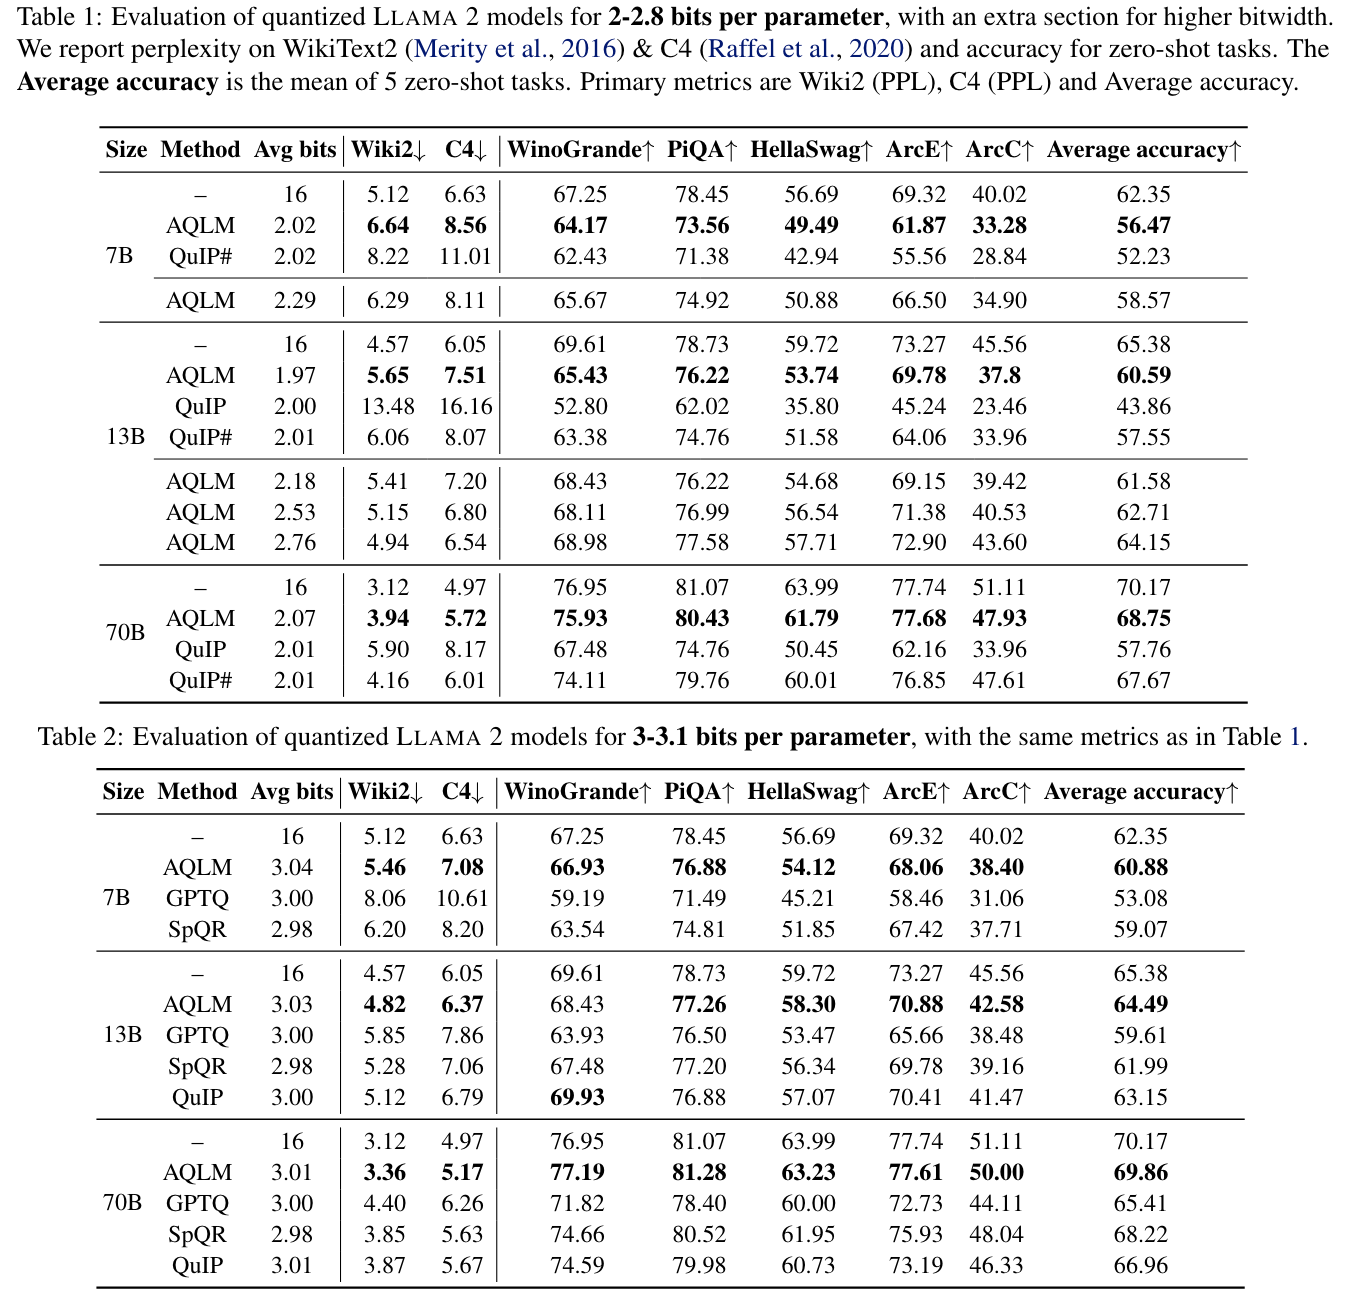 Table 1: Evaluation of quantized LLAMA 2 models for 2-2.8 bits per parameter, with an extra section for higher bitwidth.
We report perplexity on WikiText2 (Merity et al., 2016) & C4 (Raffel et al., 2020) and accuracy for zero-shot tasks. The
Average accuracy is the mean of 5 zero-shot tasks. Primary metrics are Wiki2 (PPL), C4 (PPL) and Average accuracy.
Size Method Avg bits Wiki2↓ C4↓ WinoGrande↑ PiQA↑ HellaSwag↑ ArcE↑ ArcC↑ Average accuracy↑
– 16 5.12 6.63 67.25 78.45 56.69 69.32 40.02 62.35
AQLM 2.02 6.64 8.56 64.17 73.56 49.49 61.87 33.28 56.47
7B QuIP# 2.02 8.22 11.01 62.43 71.38 42.94 55.56 28.84 52.23
AQLM 2.29 6.29 8.11 65.67 74.92 50.88 66.50 34.90 58.57
– 16 4.57 6.05 69.61 78.73 59.72 73.27 45.56 65.38
AQLM 1.97 5.65 7.51 65.43 76.22 53.74 69.78 37.8 60.59
QuIP 2.00 13.48 16.16 52.80 62.02 35.80 45.24 23.46 43.86
13B QuIP# 2.01 6.06 8.07 63.38 74.76 51.58 64.06 33.96 57.55
AQLM 2.18 5.41 7.20 68.43 76.22 54.68 69.15 39.42 61.58
AQLM 2.53 5.15 6.80 68.11 76.99 56.54 71.38 40.53 62.71
AQLM 2.76 4.94 6.54 68.98 77.58 57.71 72.90 43.60 64.15
– 16 3.12 4.97 76.95 81.07 63.99 77.74 51.11 70.17
AQLM 2.07 3.94 5.72 75.93 80.43 61.79 77.68 47.93 68.75
70B QuIP 2.01 5.90 8.17 67.48 74.76 50.45 62.16 33.96 57.76
QuIP# 2.01 4.16 6.01 74.11 79.76 60.01 76.85 47.61 67.67
Table 2: Evaluation of quantized LLAMA 2 models for 3-3.1 bits per parameter, with the same metrics as in Table 1.
Size Method Avg bits Wiki2↓ C4↓ WinoGrande↑ PiQA↑ HellaSwag↑ ArcE↑ ArcC↑ Average accuracy↑
– 16 5.12 6.63 67.25 78.45 56.69 69.32 40.02 62.35
AQLM 3.04 5.46 7.08 66.93 76.88 54.12 68.06 38.40 60.88
7B GPTQ 3.00 8.06 10.61 59.19 71.49 45.21 58.46 31.06 53.08
SpQR 2.98 6.20 8.20 63.54 74.81 51.85 67.42 37.71 59.07
– 16 4.57 6.05 69.61 78.73 59.72 73.27 45.56 65.38
AQLM 3.03 4.82 6.37 68.43 77.26 58.30 70.88 42.58 64.49
13B GPTQ 3.00 5.85 7.86 63.93 76.50 53.47 65.66 38.48 59.61
SpQR 2.98 5.28 7.06 67.48 77.20 56.34 69.78 39.16 61.99
QuIP 3.00 5.12 6.79 69.93 76.88 57.07 70.41 41.47 63.15
– 16 3.12 4.97 76.95 81.07 63.99 77.74 51.11 70.17
AQLM 3.01 3.36 5.17 77.19 81.28 63.23 77.61 50.00 69.86
70B GPTQ 3.00 4.40 6.26 71.82 78.40 60.00 72.73 44.11 65.41
SpQR 2.98 3.85 5.63 74.66 80.52 61.95 75.93 48.04 68.22
QuIP 3.01 3.87 5.67 74.59 79.98 60.73 73.19 46.33 66.96